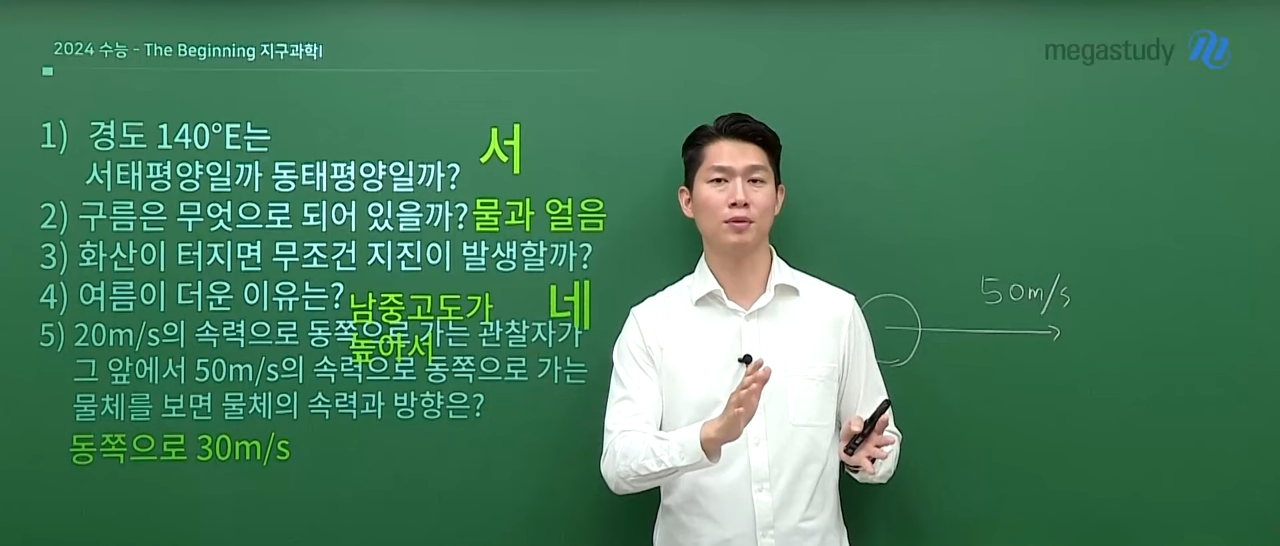 2024 수능 - The Beginning 지구과학I
megastudy
1) 경도 140°E는
서태평양일까 동태평양일까?
서
2) 구름은 무엇으로 되어 있을까?
물과 얼음
3) 화산이 터지면 무조건 지진이 발생할까?
네
4) 여름이 더운 이유는?
남중고도가
높아서
5) 20m/s의 속력으로 동쪽으로 가는 관찰자가
그 앞에서 50m/s의 속력으로 동쪽으로 가는
물체를 보면 물체의 속력과 방향은?
동쪽으로 30m/s
50m/s